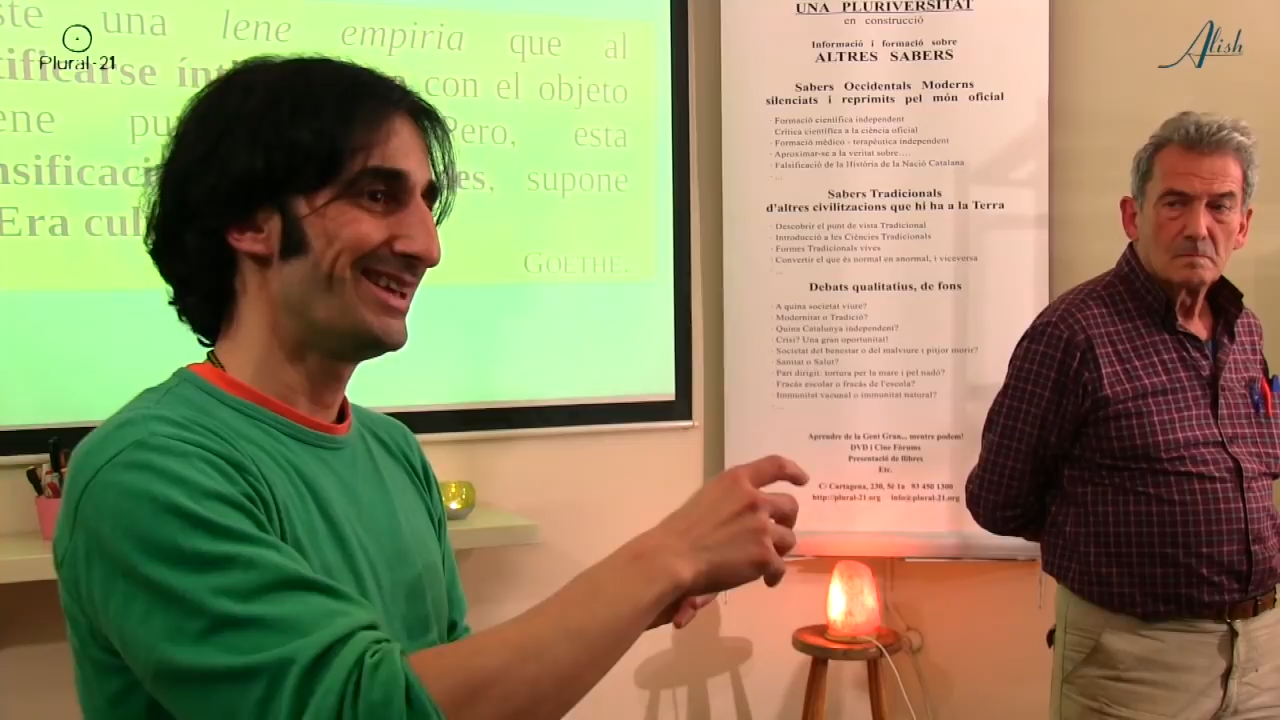 ste una lene empiria que al
Plural-21
tificarse ínt con el objeto
ene pu Pero, esta
nsificaci es, supone
Era cul
GOETHE.
UNA PLURIVERSITAT
en construcció
Informació i formació sobre
ALTRES SABERS
Sabers Occidentals Moderns
silenciats i reprimits pel món oficial
· Formació científica independent
· Crítica científica a la ciència oficial
· Formació mèdico - terapèutica independent
· Aproximar-se a la veritat sobre....
· Falsificació de la Història de la Nació Catalana
· ...
Sabers Tradicionals
d'altres civilitzacions que hi ha a la Terra
· Descobrir el punt de vista Tradicional
· Introducció a les Ciències Tradicionals
· Formes Tradicionals vives
· Convertir el que és normal en anormal, i viceversa
· ...
Debats qualitatius, de fons
· A quina societat viure?
· Modernitat o Tradició?
· Quina Catalunya independent?
· Crisi? Una gran oportunitat!
· Societat del benestar o del malviure i pitjor morir?
· Sanitat o Salut?
· Part dirigit: tortura per la mare i pel nadó?
· Fracàs escolar o fracàs de l'escola?
· Immunitat vacunal o immunitat natural?
· ...
Aprendre de la Gent Gran... mentre podem!
DVD i Cine Fòrums
Presentació de llibres
Etc.
C/ Cartagena, 230, 5è 1a 93 450 1300
http://plural-21.org info@plural-21.org
Alish